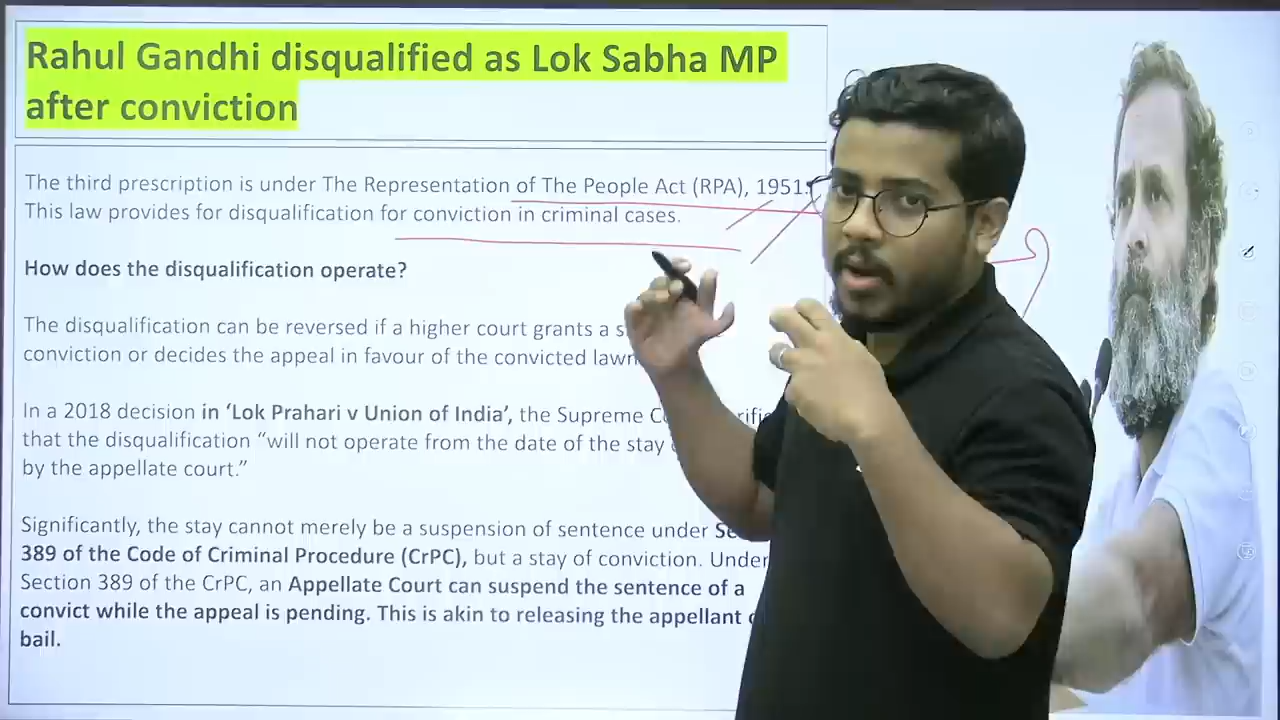 Rahul Gandhi disqualified as Lok Sabha MP
after conviction
The third prescription is under The Representation of The People Act (RPA), 1951.
This law provides for disqualification for conviction in criminal cases.
How does the disqualification operate?
The disqualification can be reversed if a higher court grants a
conviction or decides the appeal in favour of the convicted
In a 2018 decision in ‘Lok Prahari v Union of India’, the Supreme
that the disqualification “will not operate from the date of the stay
by the appellate court.”
Significantly, the stay cannot merely be a suspension of sentence under
389 of the Code of Criminal Procedure (CrPC), but a stay of conviction. Under
Section 389 of the CrPC, an Appellate Court can suspend the sentence of a
convict while the appeal is pending. This is akin to releasing the appellant
bail.